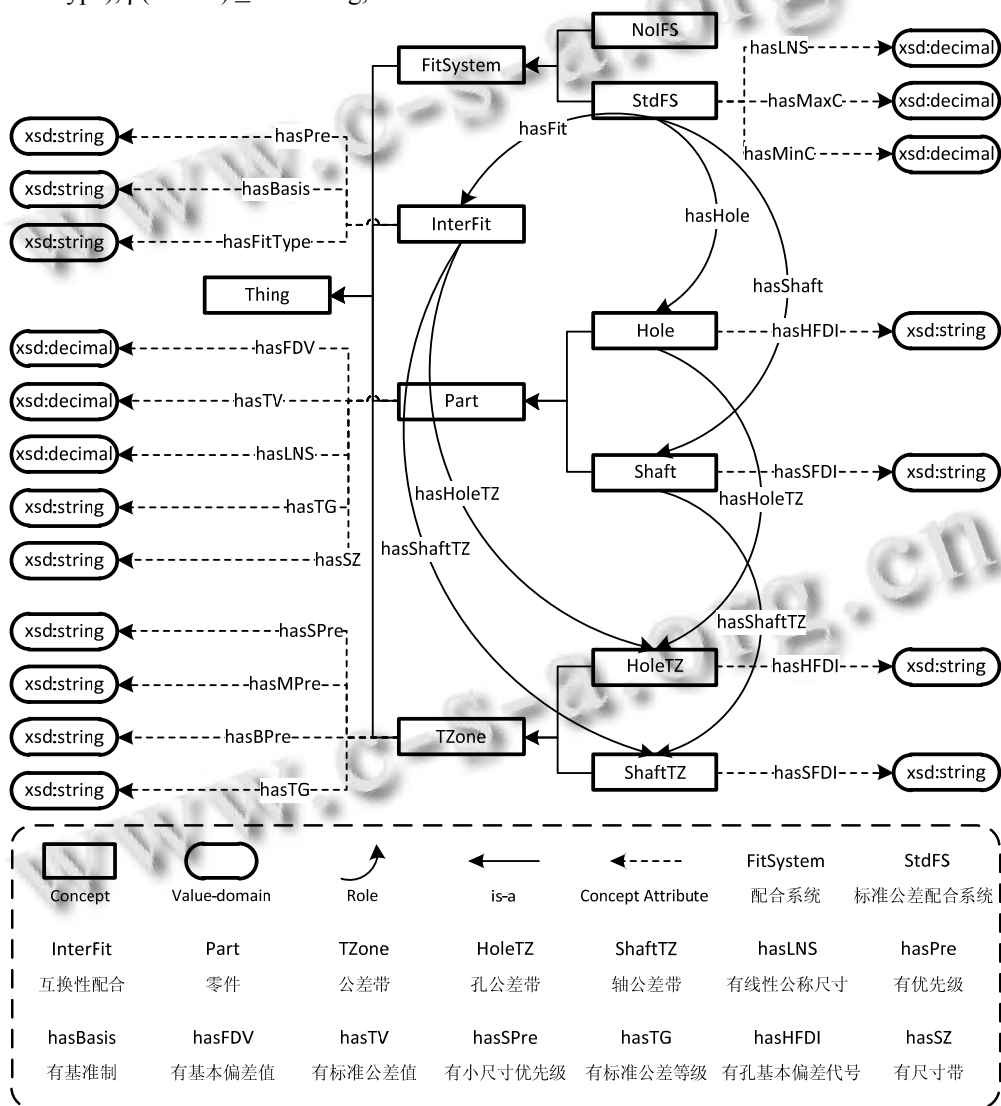 NoIFS
FitSystem
hasLNS
xsd:decimal
StdFS
hasMaxC
xsd:decimal
hasFit
xsd:string
hasPre
hasMinC
xsd:decimal
xsd:string
hasBasis
InterFit
hasHole
xsd:string
hasFitType
Thing
hasShaft
xsd:decimal
hasFDV
Hole
hasHFDI
xsd:string
xsd:decimal
hasTV
Part
xsd:decimal
hasLNS
Shaft
hasSFDI
xsd:string
xsd:string
hasTG
hasHoleTZ
hasHoleTZ
xsd:string
hasSZ
hasShaftTZ
xsd:string
hasSPre
hasShaftTZ
HoleTZ
hasHFDI
xsd:string
xsd:string
hasMPre
xsd:string
hasBPre
TZone
xsd:string
hasTG
ShaftTZ
hasSFDI
xsd:string
www.c-s-a.org.cn
www.c-s-a.org.cn
Concept
Value-domain
Role
is-a
Concept Attribute
FitSystem
配合系统
StdFS
标准公差配合系统
InterFit
Part
TZone
HoleTZ
ShaftTZ
hasLNS
hasPre
互换性配合
零件
公差带
孔公差带
轴公差带
有线性公称尺寸
有优先级
hasBasis
hasFDV
hasTV
hasSPre
hasTG
hasHFDI
hasSZ
有基准制
有基本偏差值
有标准公差值
有小尺寸优先级
有标准公差等级
有孔基本偏差代号
有尺寸带